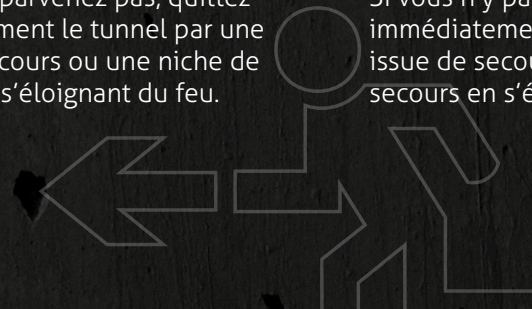 parvenez pas, quittez
ment le tunnel par une
cours ou une niche de
s’éloignant du feu.
Si vous n’y pa
immédiateme
issue de secou
secours en s’é